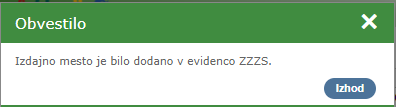 Obvestilo
Izdajno mesto je bilo dodano v evidenco ZZZS.
Izhod